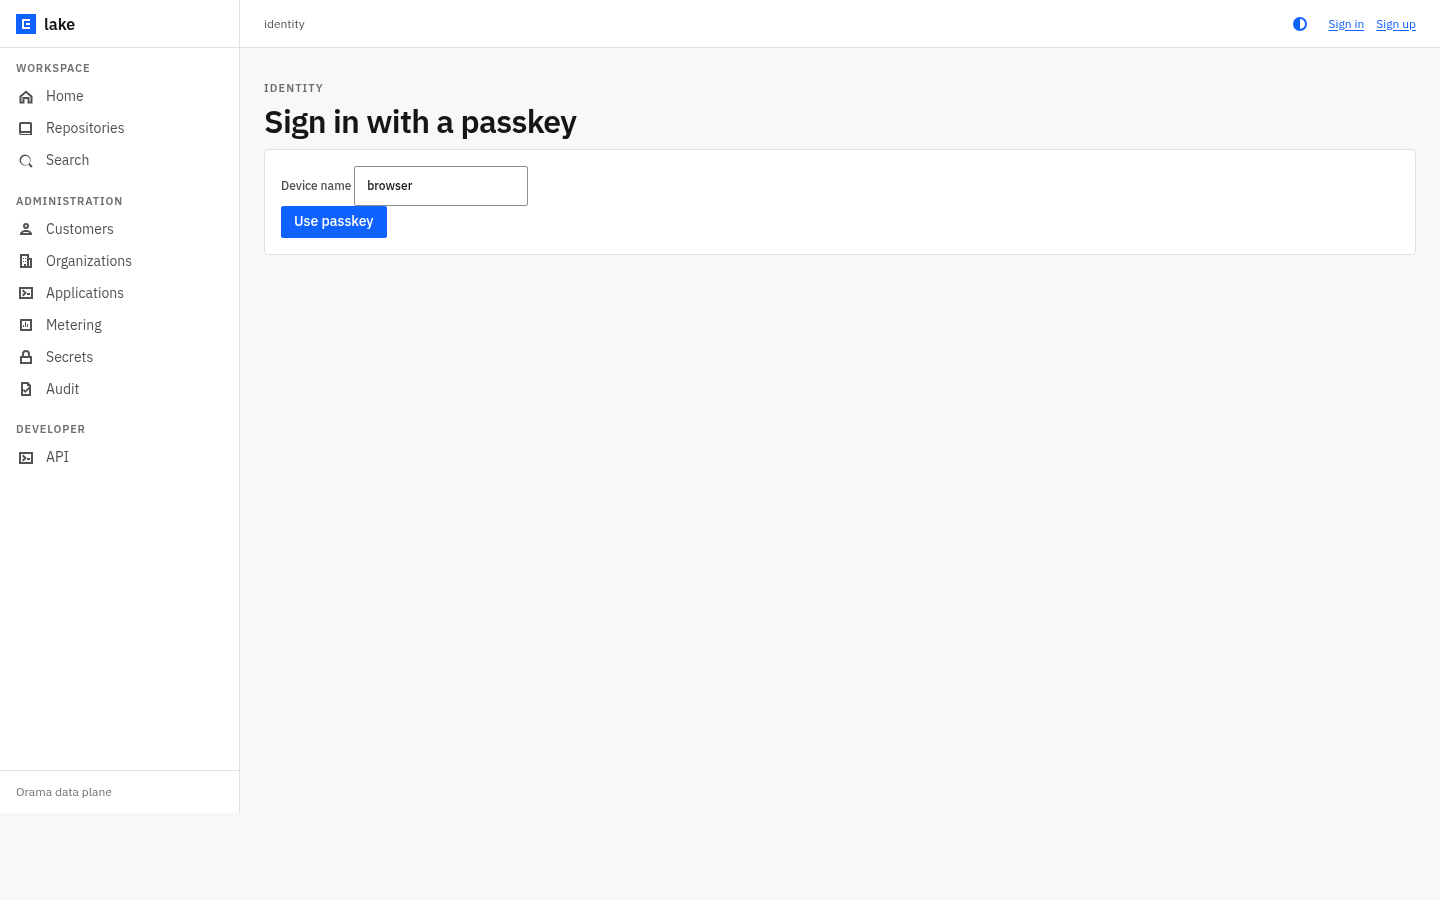 lake
identity
Sign in
Sign up
WORKSPACE
Home
Repositories
Search
ADMINISTRATION
Customers
Organizations
Applications
Metering
Secrets
Audit
DEVELOPER
API
Orama data plane
IDENTITY
Sign in with a passkey
Device name browser
Use passkey